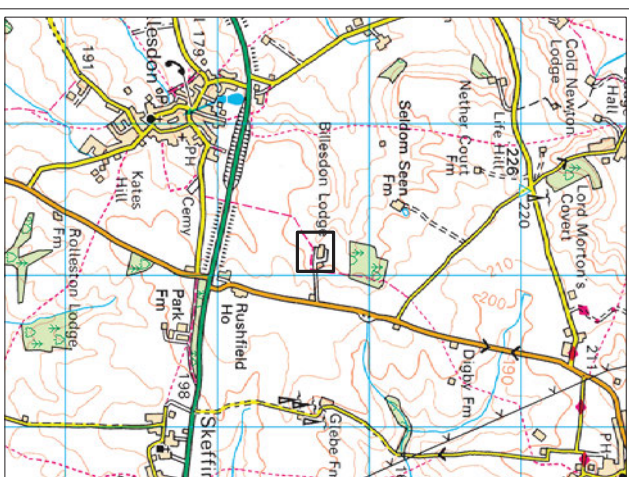 191
lesdon
179
P
PH
Kates
Hill
Cemy
Rolleston Lodge
Fm
Park
Fm
198
Rushfield
Ho
Skeffin
Billesdon Lodge
Seldom Seen
Fm
Nether Court
Fm
Life Hill
226
220
Cold Newton
Lodge
Hall
Lord Morton's
Covert
210
200
190
Digby Fm
Glebe Fm
211
PH